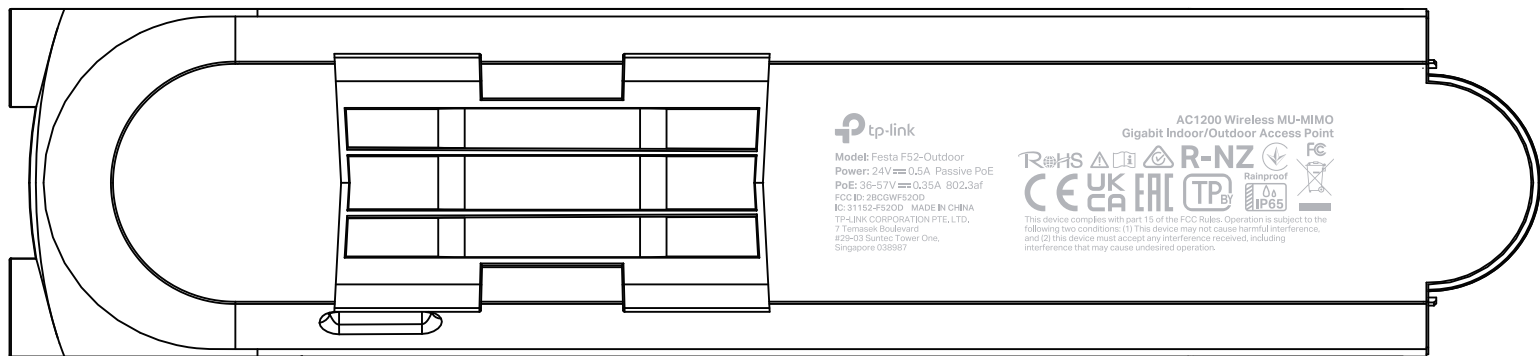 tp-link
Model: Festa F52-Outdoor
Power: 24V⎓0.5A Passive PoE
PoE: 36-57V⎓0.35A 802.3af
FCC ID: 2BCGWF52OD
IC: 31152-F52OD MADE IN CHINA
TP-LINK CORPORATION PTE. LTD.
7 Temasek Boulevard
#29-03 Suntec Tower One,
Singapore 038987
AC1200 Wireless MU-MIMO
Gigabit Indoor/Outdoor Access Point
RoHS R-NZ FC
CE UKCA EAC TP BY Rainproof IP65
This device complies with part 15 of the FCC Rules. Operation is subject to the
following two conditions: (1) This device may not cause harmful interference,
and (2) this device must accept any interference received, including
interference that may cause undesired operation.